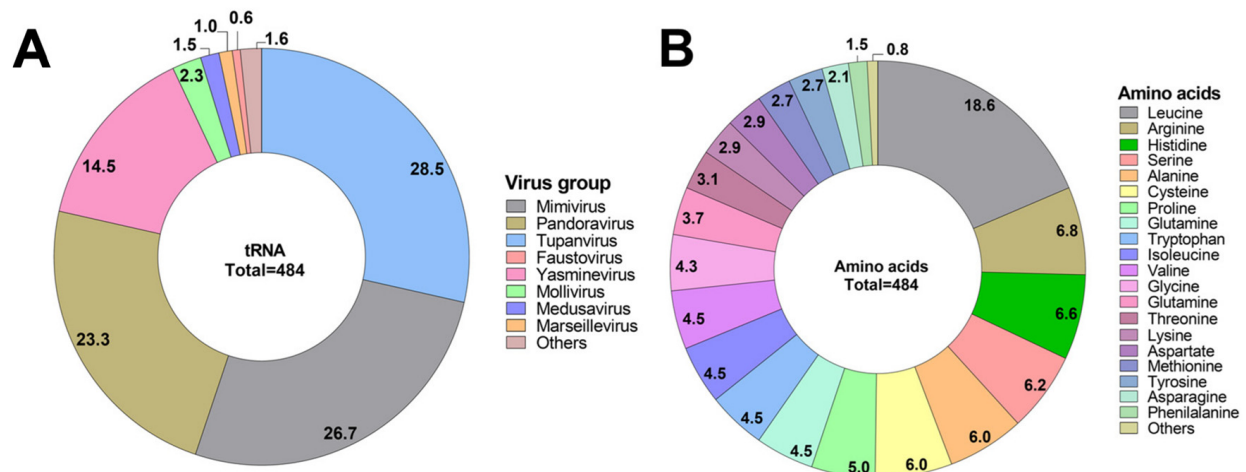 A
1.0
0.6
1.5
1.6
2.3
28.5
14.5
tRNA
Total=484
23.3
26.7
Virus group
Mimivirus
Pandoravirus
Tupanvirus
Faustovirus
Yasminevirus
Mollivirus
Medusavirus
Marseillevirus
Others
B
1.5
0.8
2.1
2.7
2.7
18.6
2.9
2.9
3.1
6.8
3.7
4.3
Amino acids
Total=484
6.6
4.5
4.5
6.2
4.5
4.5
5.0
6.0
6.0
Amino acids
Leucine
Arginine
Histidine
Serine
Alanine
Cysteine
Proline
Glutamine
Tryptophan
Isoleucine
Valine
Glycine
Glutamine
Threonine
Lysine
Aspartate
Methionine
Tyrosine
Asparagine
Phenilalanine
Others